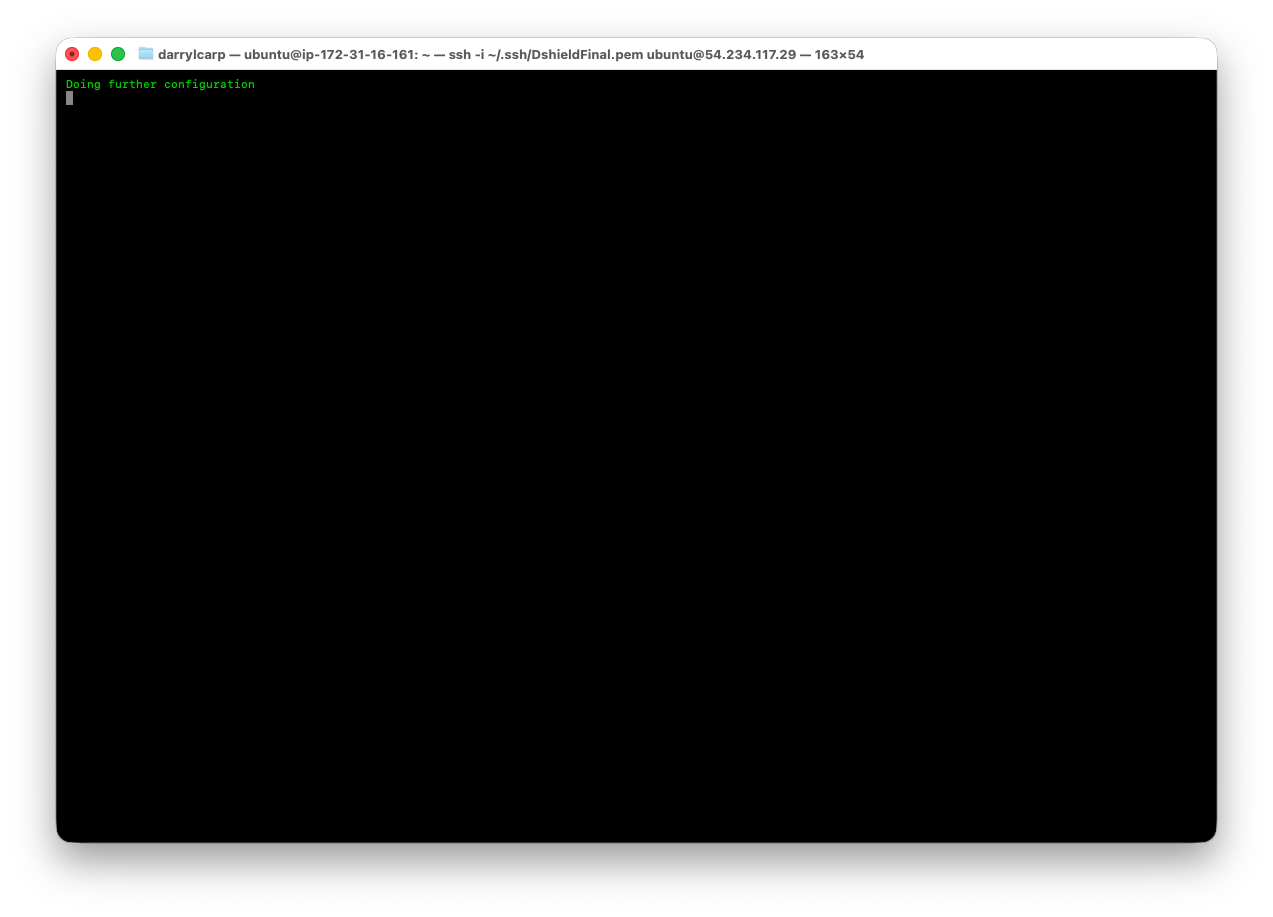 darrylcarp — ubuntu@ip-172-31-16-161: ~ — ssh -i ~/.ssh/DshieldFinal.pem ubuntu@54.234.117.29 — 163×54
Doing further configuration